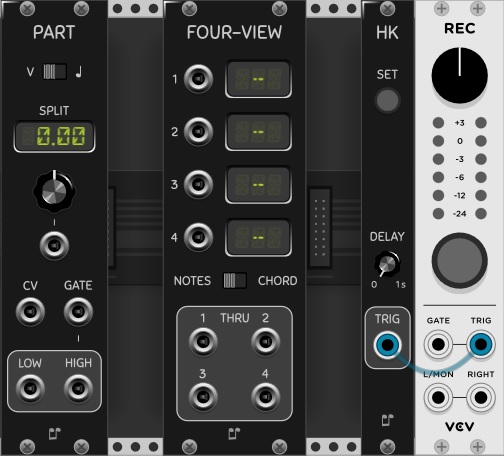 PART
V
SPLIT
0.00
CV GATE
LOW HIGH
FOUR-VIEW
1 --
2 --
3 --
4 --
NOTES CHORD
1 THRU 2
3 4
HK
SET
DELAY
0 1s
TRIG
REC
+3
0
-3
-6
-12
-24
GATE TRIG
L/MON RIGHT
VCV